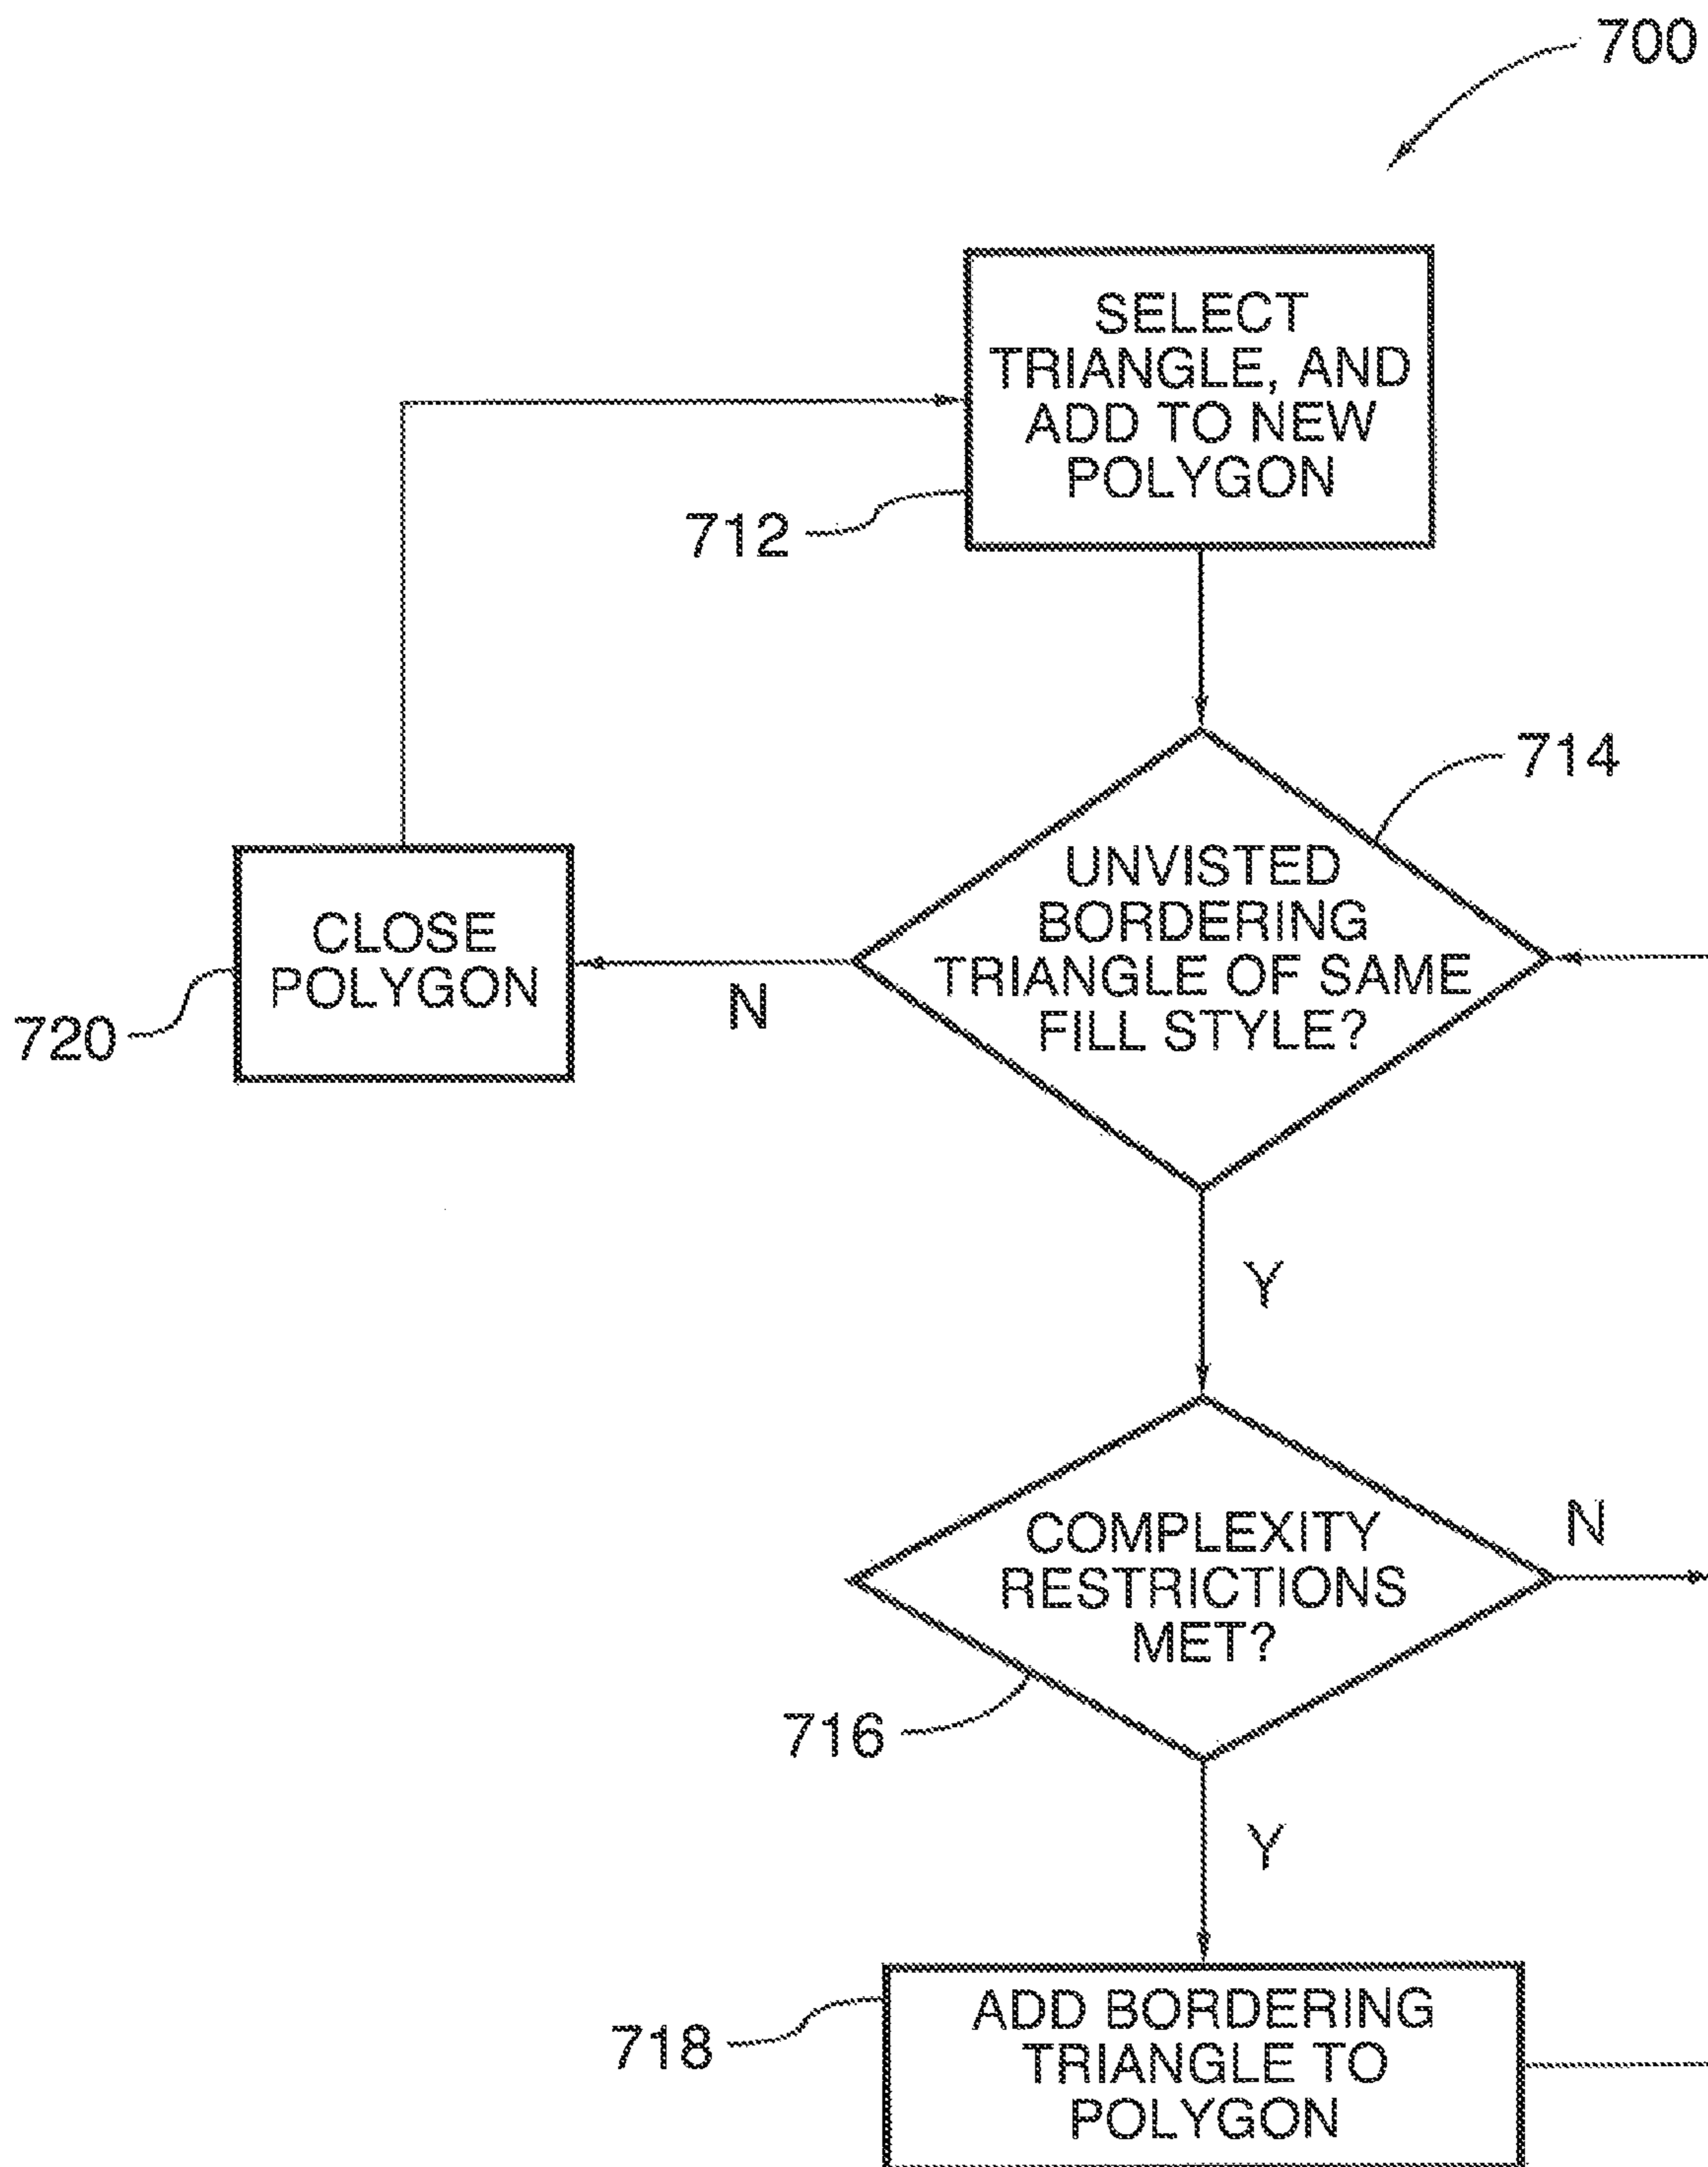 700
SELECT
TRIANGLE, AND
ADD TO NEW
POLYGON
712
714
UNVISTED
BORDERING
TRIANGLE OF SAME
FILL STYLE?
CLOSE
POLYGON
720
N
Y
COMPLEXITY
RESTRICTIONS
MET?
N
716
Y
718
ADD BORDERING
TRIANGLE TO
POLYGON